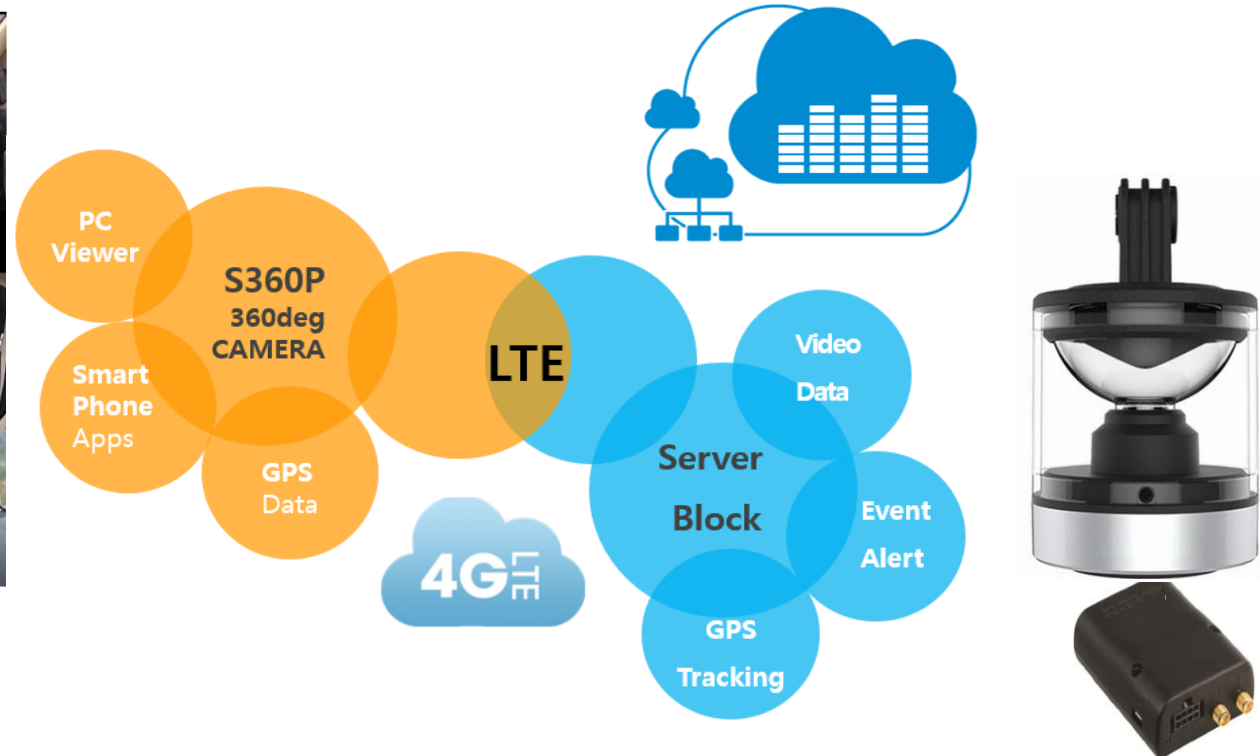 PC
Viewer
S360P
360deg
CAMERA
Smart
Phone
Apps
GPS
Data
LTE
4G LTE
Video
Data
Server
Block
Event
Alert
GPS
Tracking